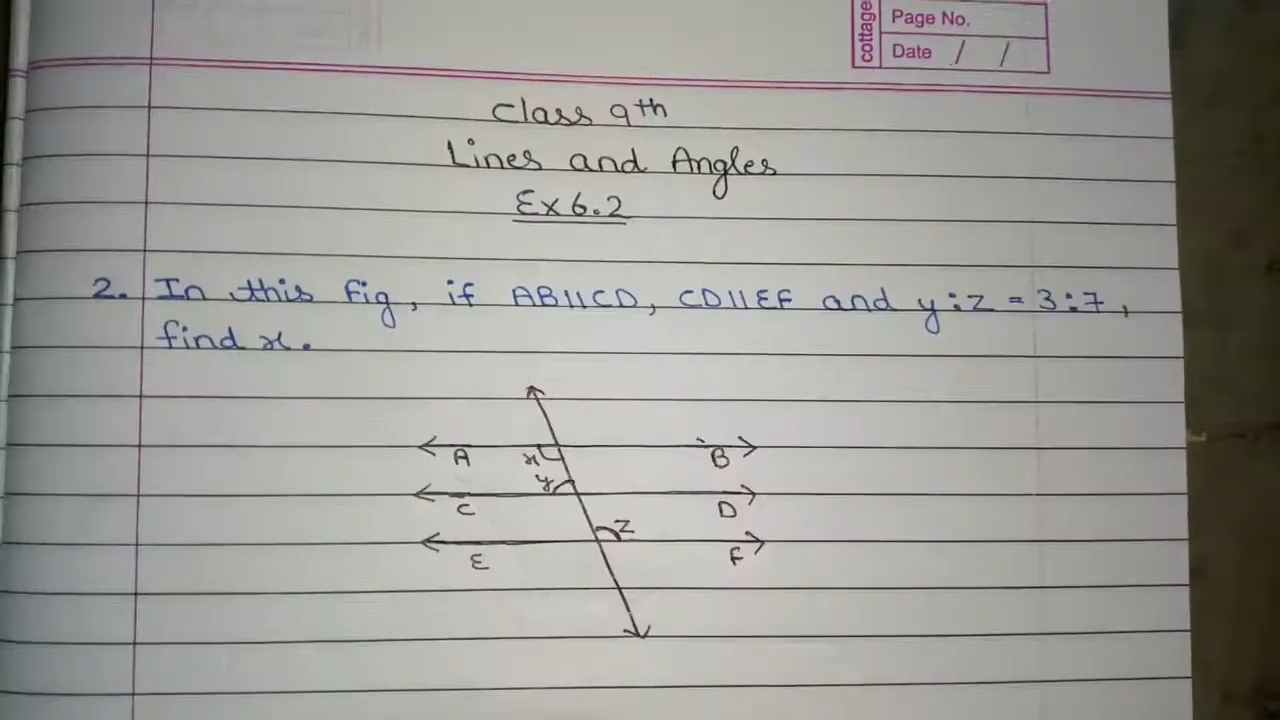 cottage
Page No.
Date / /
Class 9th
Lines and Angles
Ex 6.2
2. In this fig, if AB||CD, CD||EF and y:z = 3:7,
find x.
A x B
y
C D
z
E F